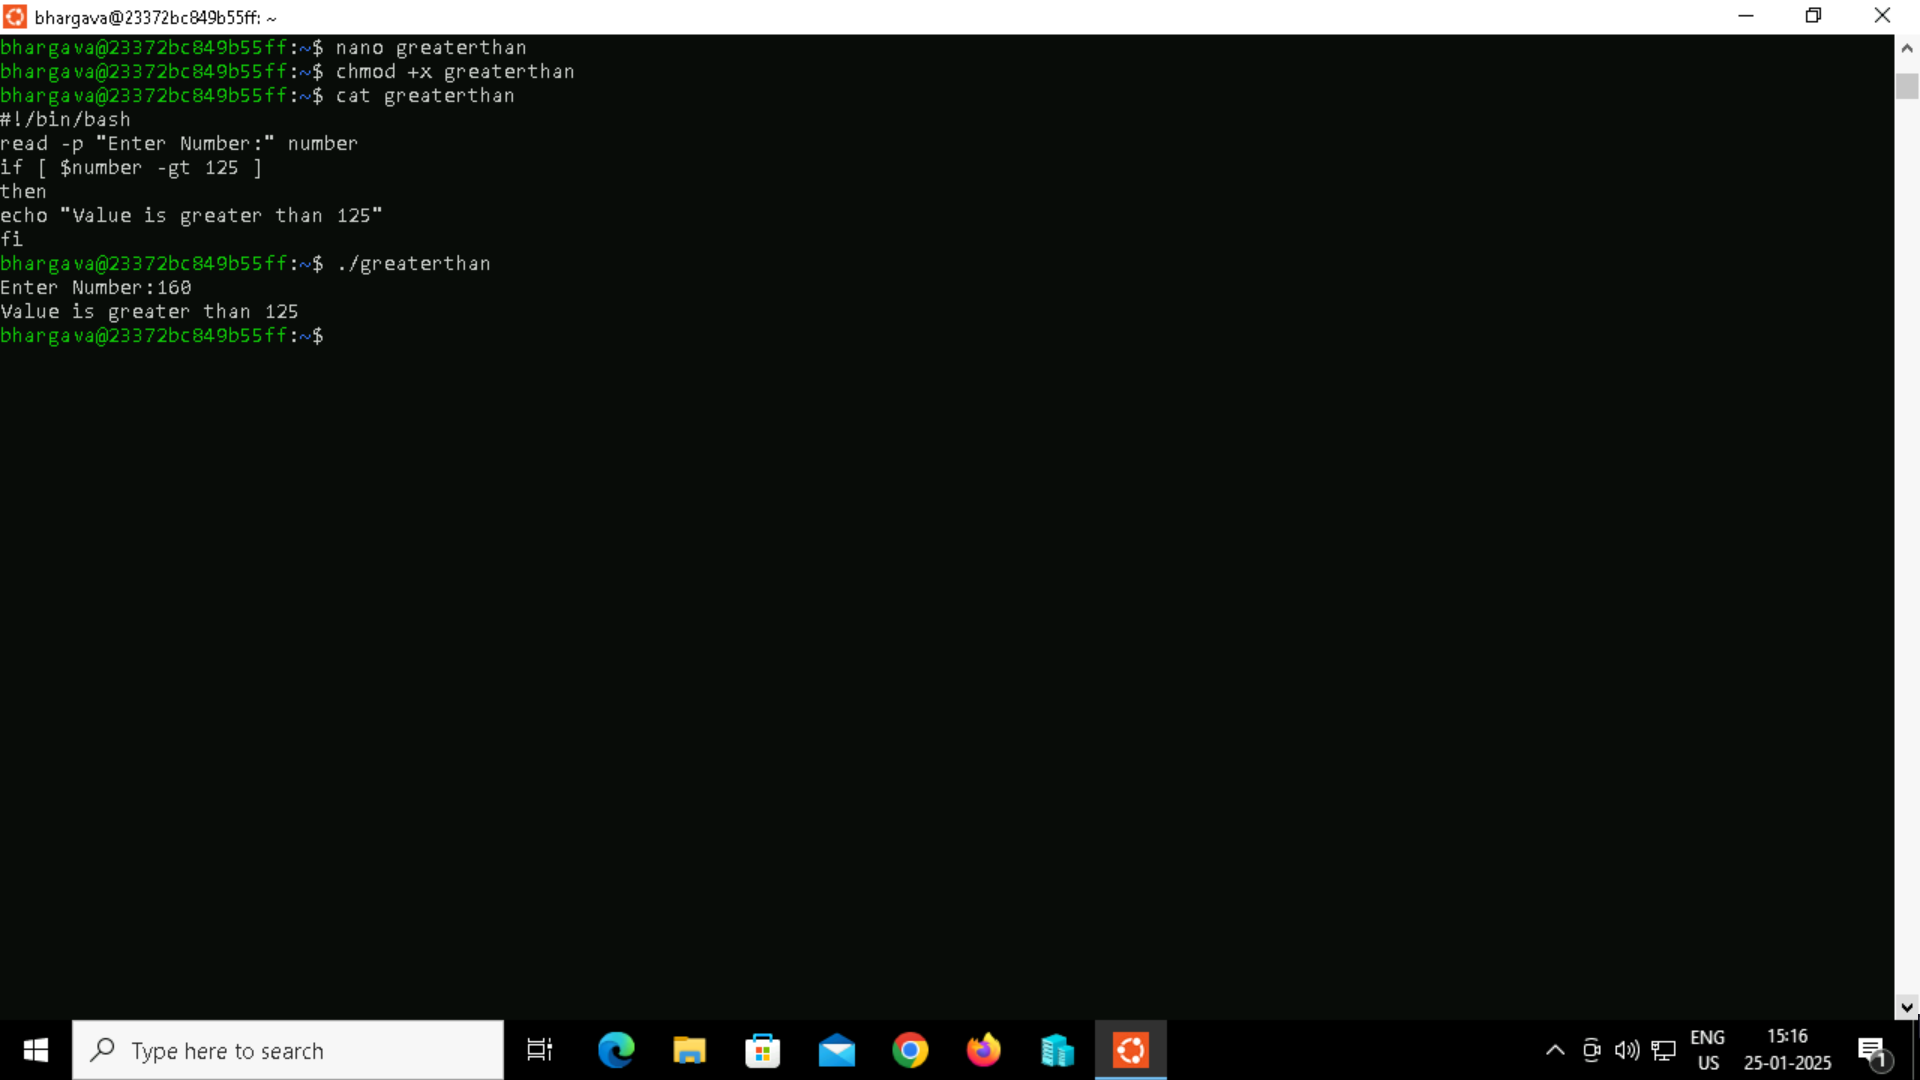 bhargava@23372bc849b55ff: ~
bhargava@23372bc849b55ff:~$ nano greaterthan
bhargava@23372bc849b55ff:~$ chmod +x greaterthan
bhargava@23372bc849b55ff:~$ cat greaterthan
#!/bin/bash
read -p "Enter Number:" number
if [ $number -gt 125 ]
then
echo "Value is greater than 125"
fi
bhargava@23372bc849b55ff:~$ ./greaterthan
Enter Number:160
Value is greater than 125
bhargava@23372bc849b55ff:~$
Type here to search
ENG
US
15:16
25-01-2025
1